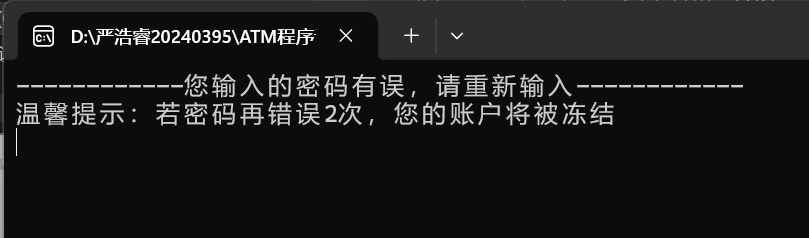 D:\严浩睿20240395\ATM程序
------------您输入的密码有误，请重新输入------------
温馨提示：若密码再错误2次，您的账户将被冻结